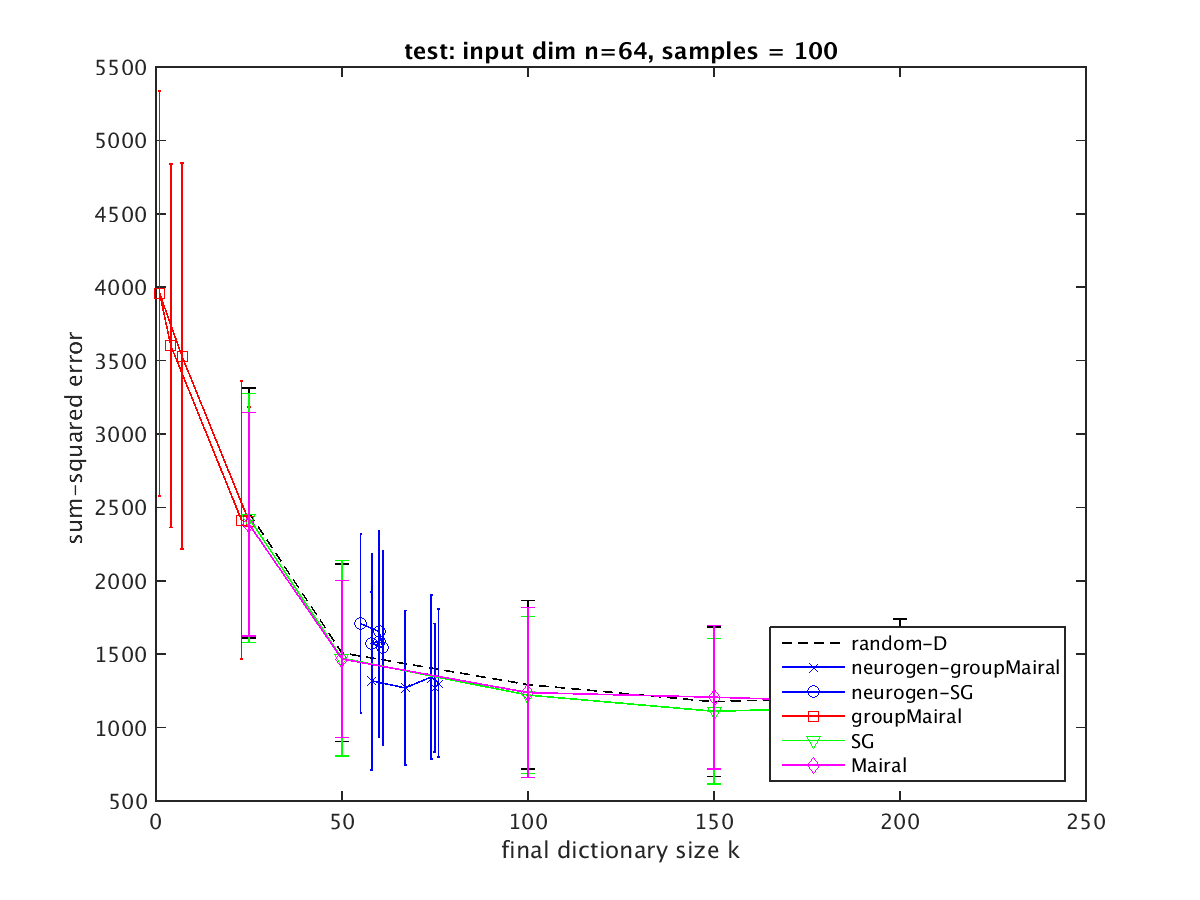 test: input dim n=64, samples = 100
5500
5000
4500
4000
3500
3000
2500
2000
1500
1000
500
sum-squared error
random-D
neurogen-groupMairal
neurogen-SG
groupMairal
SG
Mairal
0 50 100 150 200 250
final dictionary size k